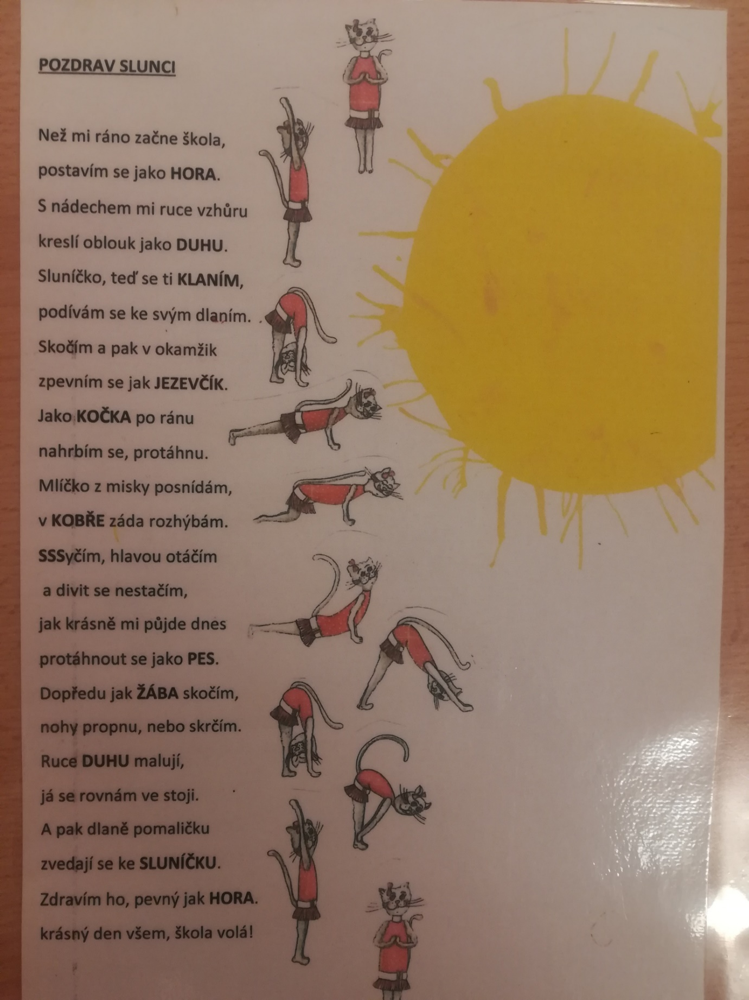 POZDRAV SLUNCI
Než mi ráno začne škola,
postavím se jako HORA.
S nádechem mi ruce vzhůru
kreslí oblouk jako DUHU.
Sluníčko, teď se ti KLANÍM,
podívám se ke svým dlaním.
Skočím a pak v okamžik
zpevním se jak JEZEVČÍK.
Jako KOČKA po ránu
nahrbím se, protáhnu.
Mlíčko z misky posnídám,
v KOBŘE záda rozhýbám.
SSSyčím, hlavou otáčím
a divit se nestačím,
jak krásně mi půjde dnes
protáhnout se jako PES.
Dopředu jak ŽÁBA skočím,
nohy propnu, nebo skrčím.
Ruce DUHU malují,
já se rovnám ve stoji.
A pak dlaně pomaličku
zvedají se ke SLUNÍČKU.
Zdravím ho, pevný jak HORA.
krásný den všem, škola volá!